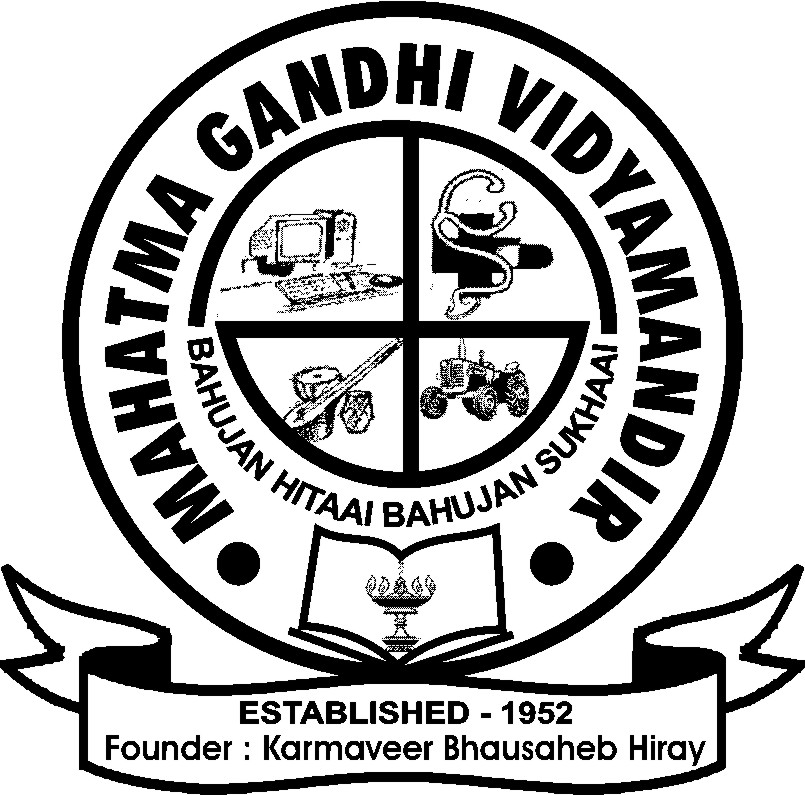 MAHATMA GANDHI VIDYAMANDIR
BAHUJAN HITAAI BAHUJAN SUKHAAI
ESTABLISHED - 1952
Founder : Karmaveer Bhausaheb Hiray